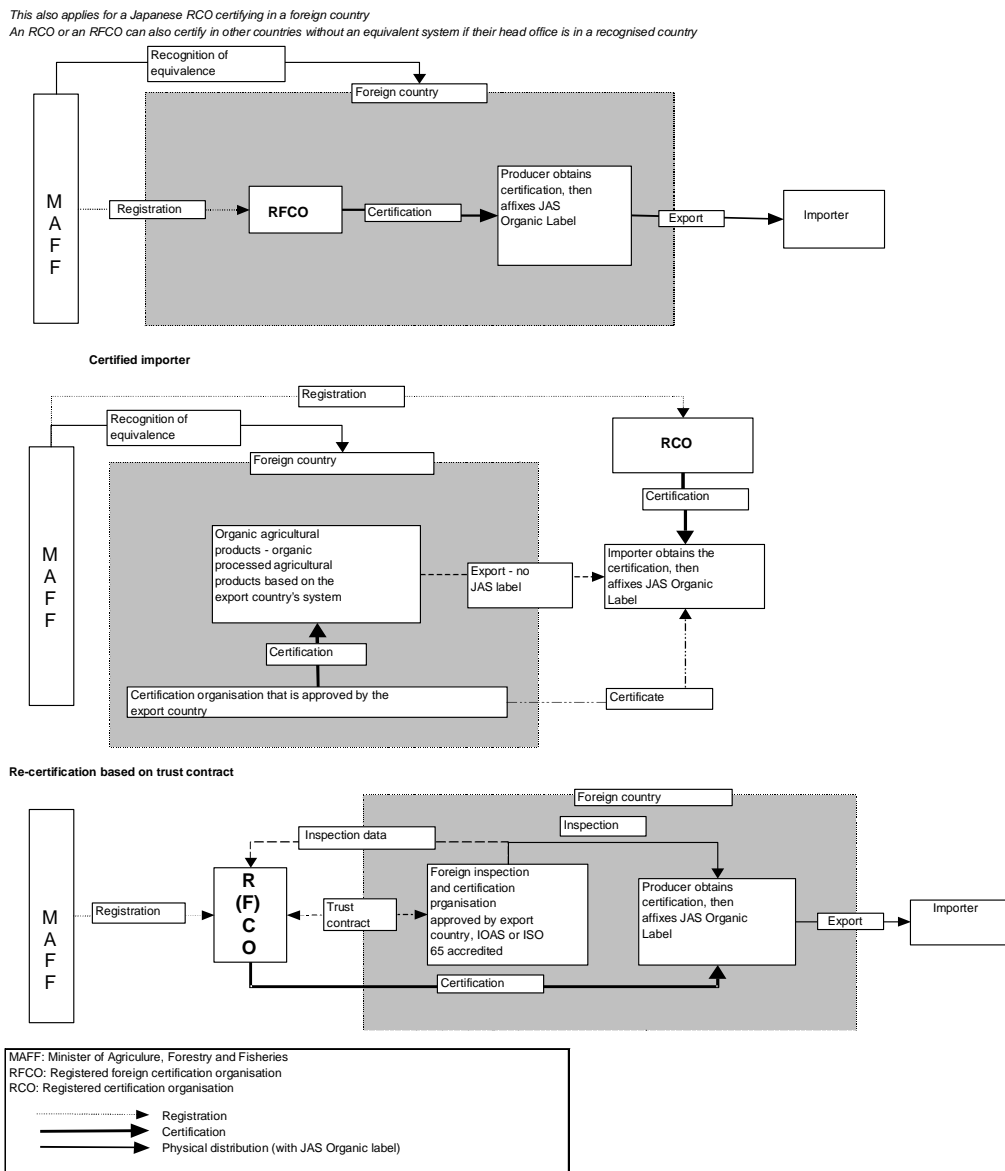 This also applies for a Japanese RCO certifying in a foreign country
An RCO or an RFCO can also certify in other countries without an equivalent system if their head office is in a recognised country
Recognition of
equivalence
Foreign country
M
A
F
F
Registration
RFCO
Certification
Producer obtains
certification, then
affixes JAS
Organic Label
Export
Importer
Certified importer
Registration
Recognition of
equivalence
Foreign country
RCO
Certification
M
A
F
F
Organic agricultural
products - organic
processed agricultural
products based on the
export country's system
Export - no
JAS label
Importer obtains the
certification, then
affixes JAS Organic
Label
Certification
Certification organisation that is approved by the
export country
Certificate
Re-certification based on trust contract
Foreign country
Inspection
Inspection data
M
A
F
F
Registration
R
(F)
C
O
Trust
contract
Foreign inspection
and certification
prganisation
approved by export
country, IOAS or ISO
65 accredited
Producer obtains
certification, then
affixes JAS Organic
Label
Export
Importer
Certification
MAFF: Minister of Agriculure, Forestry and Fisheries
RFCO: Registered foreign certification organisation
RCO: Registered certification organisation
Registration
Certification
Physical distribution (with JAS Organic label)